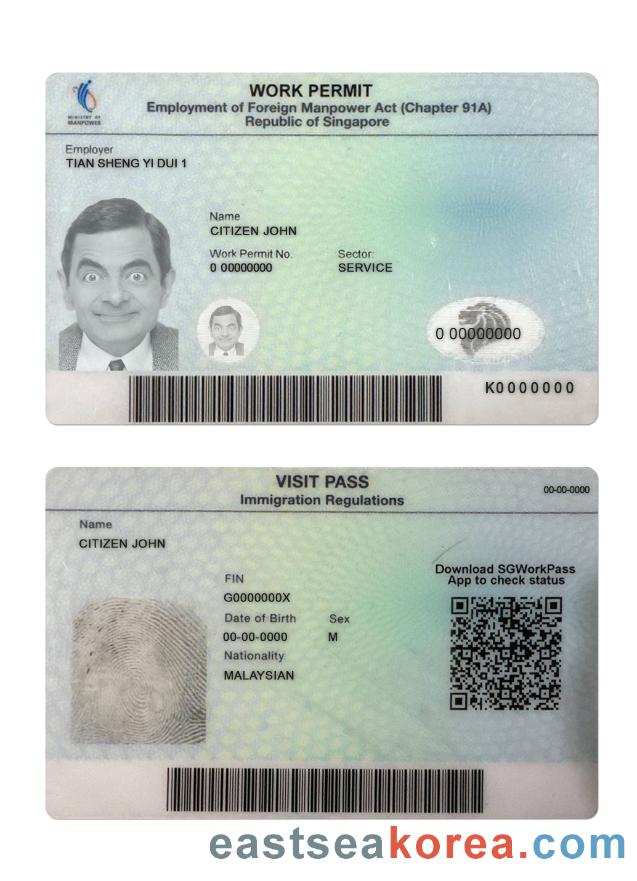 MINISTRY OF
MANPOWER
WORK PERMIT
Employment of Foreign Manpower Act (Chapter 91A)
Republic of Singapore
Employer
TIAN SHENG YI DUI 1
Name
CITIZEN JOHN
Work Permit No.
Sector:
0 00000000
SERVICE
0 00000000
K0000000
VISIT PASS
Immigration Regulations
00-00-0000
Name
CITIZEN JOHN
Download SGWorkPass
App to check status
FIN
G0000000X
Date of Birth
Sex
00-00-0000
M
Nationality
MALAYSIAN
eastseakorea.com